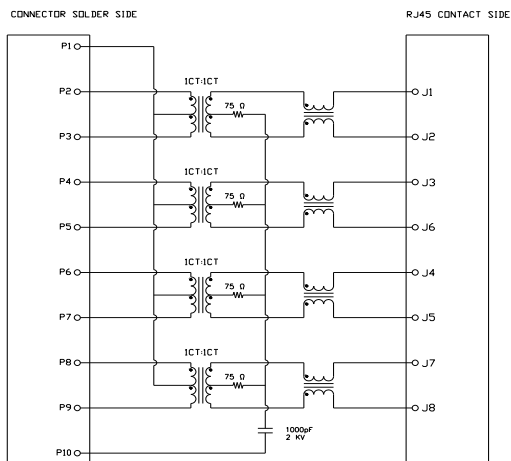 CONNECTOR SOLDER SIDE
RJ45 CONTACT SIDE
P1
1CT:1CT
P2
J1
75 Ω
P3
J2
1CT:1CT
P4
J3
75 Ω
P5
J6
1CT:1CT
P6
J4
75 Ω
P7
J5
1CT:1CT
P8
J7
75 Ω
P9
J8
1000pF
2 KV
P10